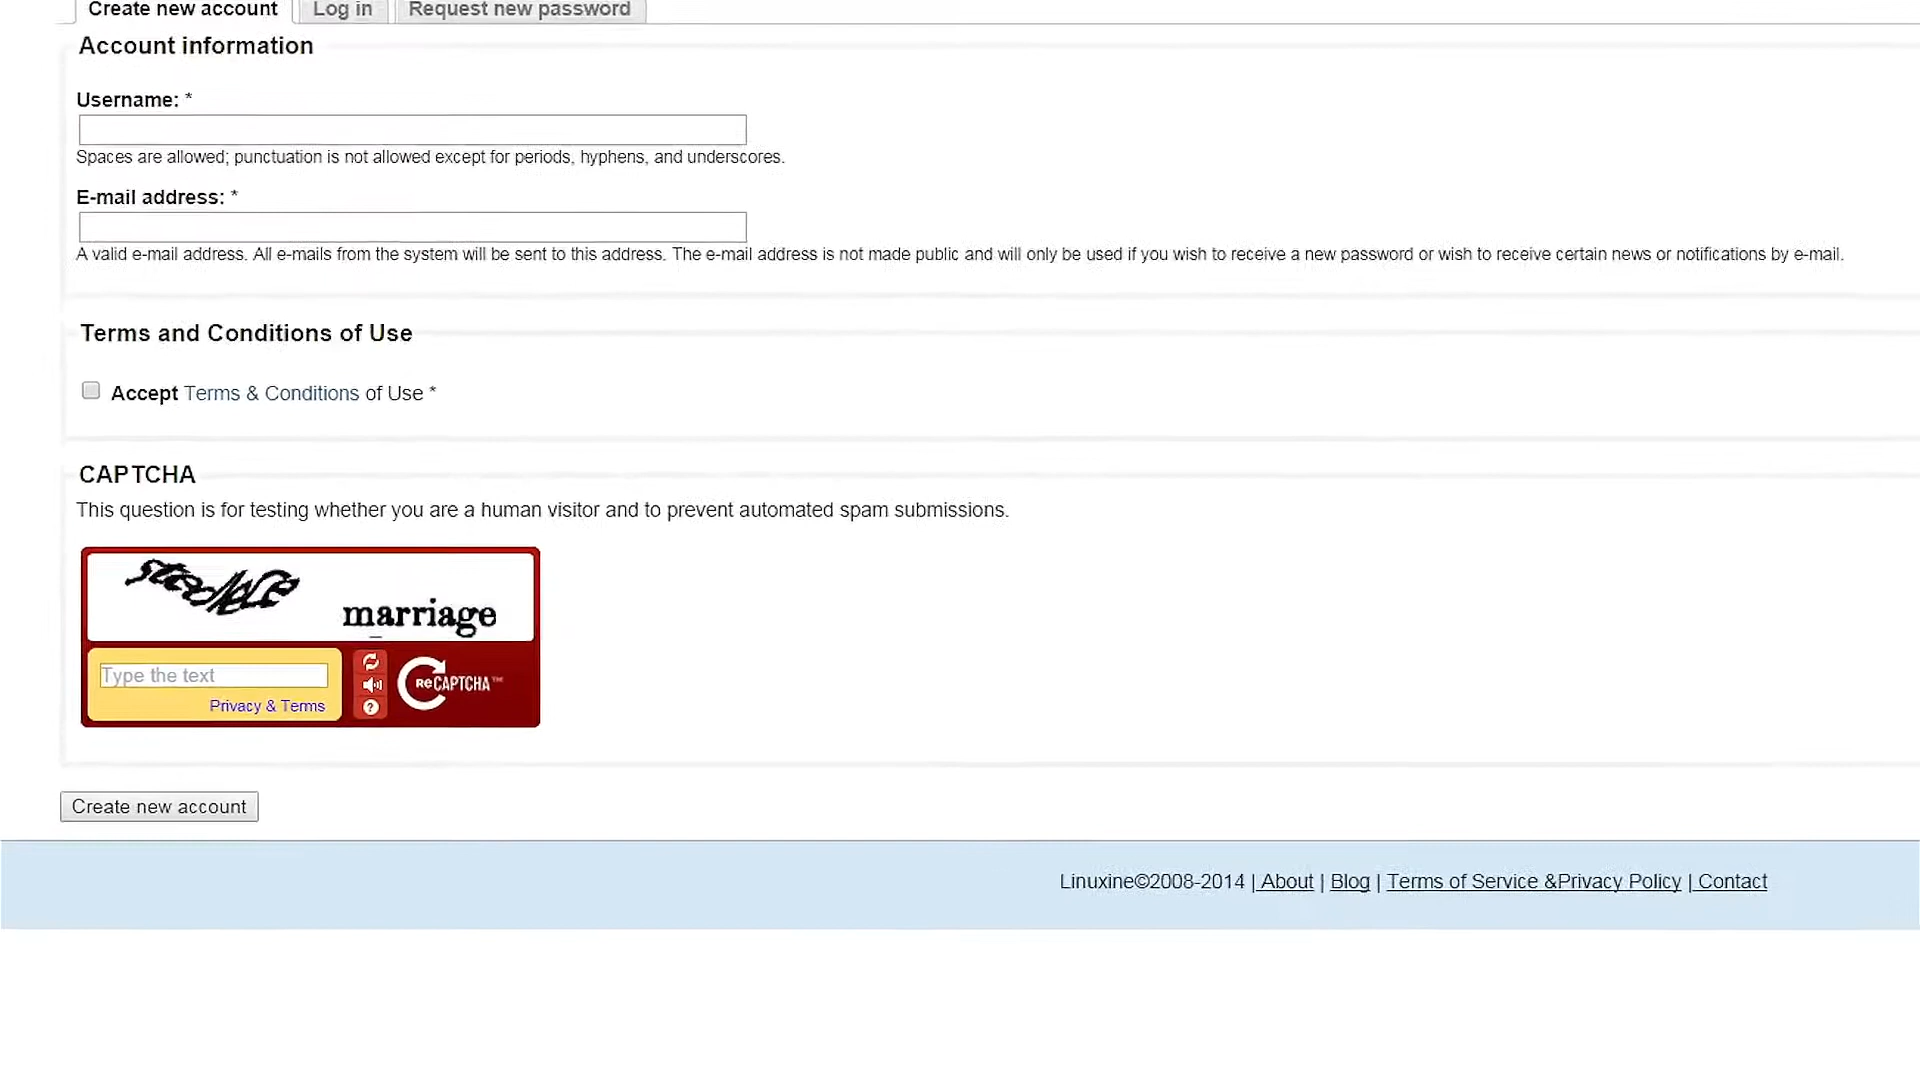 Create new account Log in Request new password
Account information
Username: *
Spaces are allowed; punctuation is not allowed except for periods, hyphens, and underscores.
E-mail address: *
A valid e-mail address. All e-mails from the system will be sent to this address. The e-mail address is not made public and will only be used if you wish to receive a new password or wish to receive certain news or notifications by e-mail.
Terms and Conditions of Use
Accept Terms & Conditions of Use *
CAPTCHA
This question is for testing whether you are a human visitor and to prevent automated spam submissions.
marriage
Type the text
Privacy & Terms
ReCAPTCHA™
Create new account
Linuxine©2008-2014 | About | Blog | Terms of Service &Privacy Policy | Contact